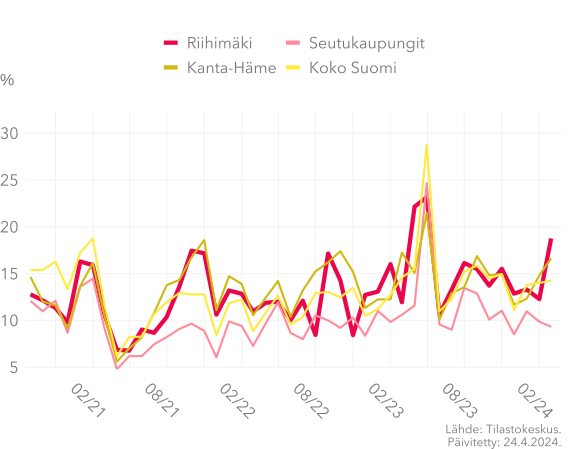 Riihimäki Seutukaupungit
Kanta-Häme Koko Suomi
%
30
25
20
15
10
5
02/21 08/21 02/22 08/22 02/23 08/23 02/24
Lähde: Tilastokeskus.
Päivitetty: 24.4.2024.